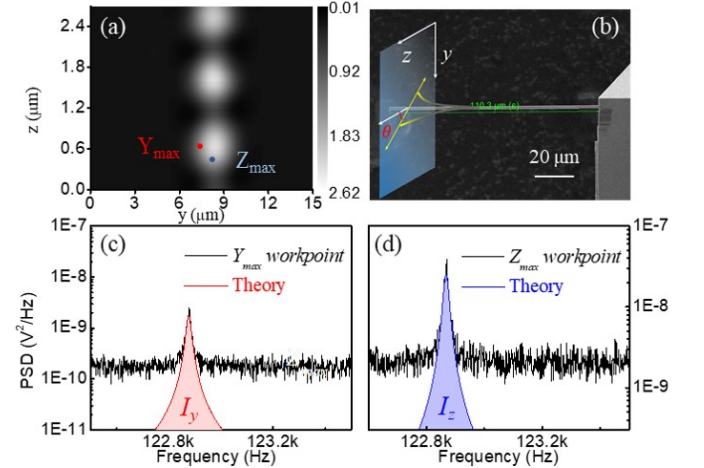 (a)
z (μm)
2.4
1.8
1.2
0.6
0.0
0
3
6
9
12
15
y (μm)
Y_max
Z_max
0.01
0.92
1.83
2.62
(b)
z
y
θ
20 μm
(c)
Y_max workpoint
Theory
PSD (V²/Hz)
1E-7
1E-8
1E-9
1E-10
1E-11
I_y
122.8k
123.2k
Frequency (Hz)
(d)
Z_max workpoint
Theory
1E-7
1E-8
1E-9
I_z
122.8k
123.2k
Frequency (Hz)